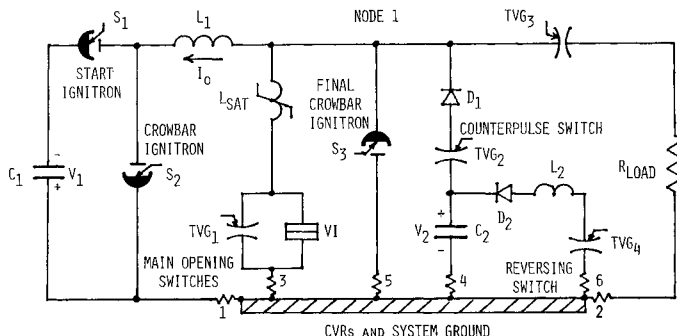 S1
L1
NODE 1
TVG3
START IGNITRON
I0
LSAT
FINAL CROWBAR IGNITRON
D1
CROWBAR IGNITRON
S3
COUNTERPULSE SWITCH
TVG2
C1
-
+
V1
S2
L2
RLOAD
D2
TVG1
VI
+
V2
-
C2
TVG4
MAIN OPENING SWITCHES
REVERSING SWITCH
1
3
5
4
6
2
CVRs AND SYSTEM GROUND